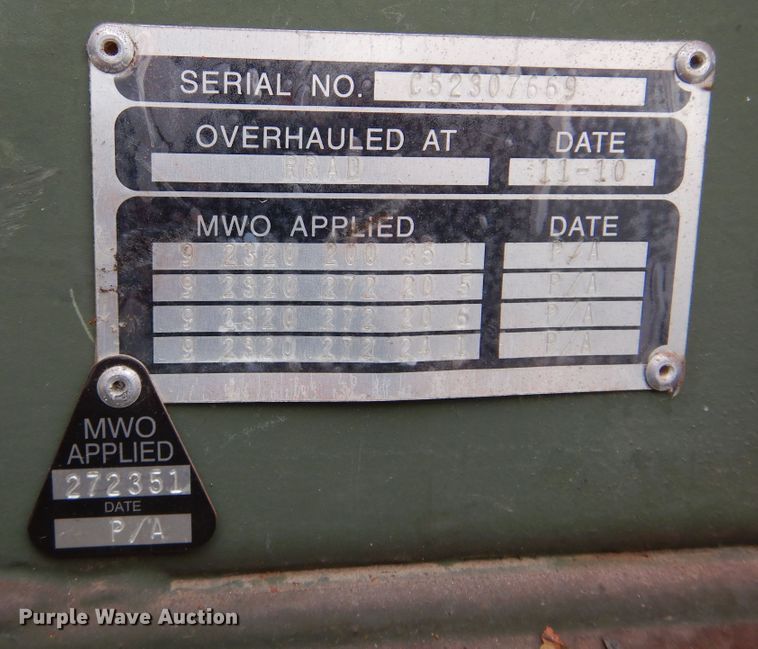 SERIAL NO. C52307669
OVERHAULED AT DATE
RRAD 11-10
MWO APPLIED DATE
9 2320 260 35 1 P/A
9 2320 272 20 5 P/A
9 2320 272 20 6 P/A
9 2320 272 24 1 P/A
MWO
APPLIED
272351
DATE
P/A
Purple Wave Auction